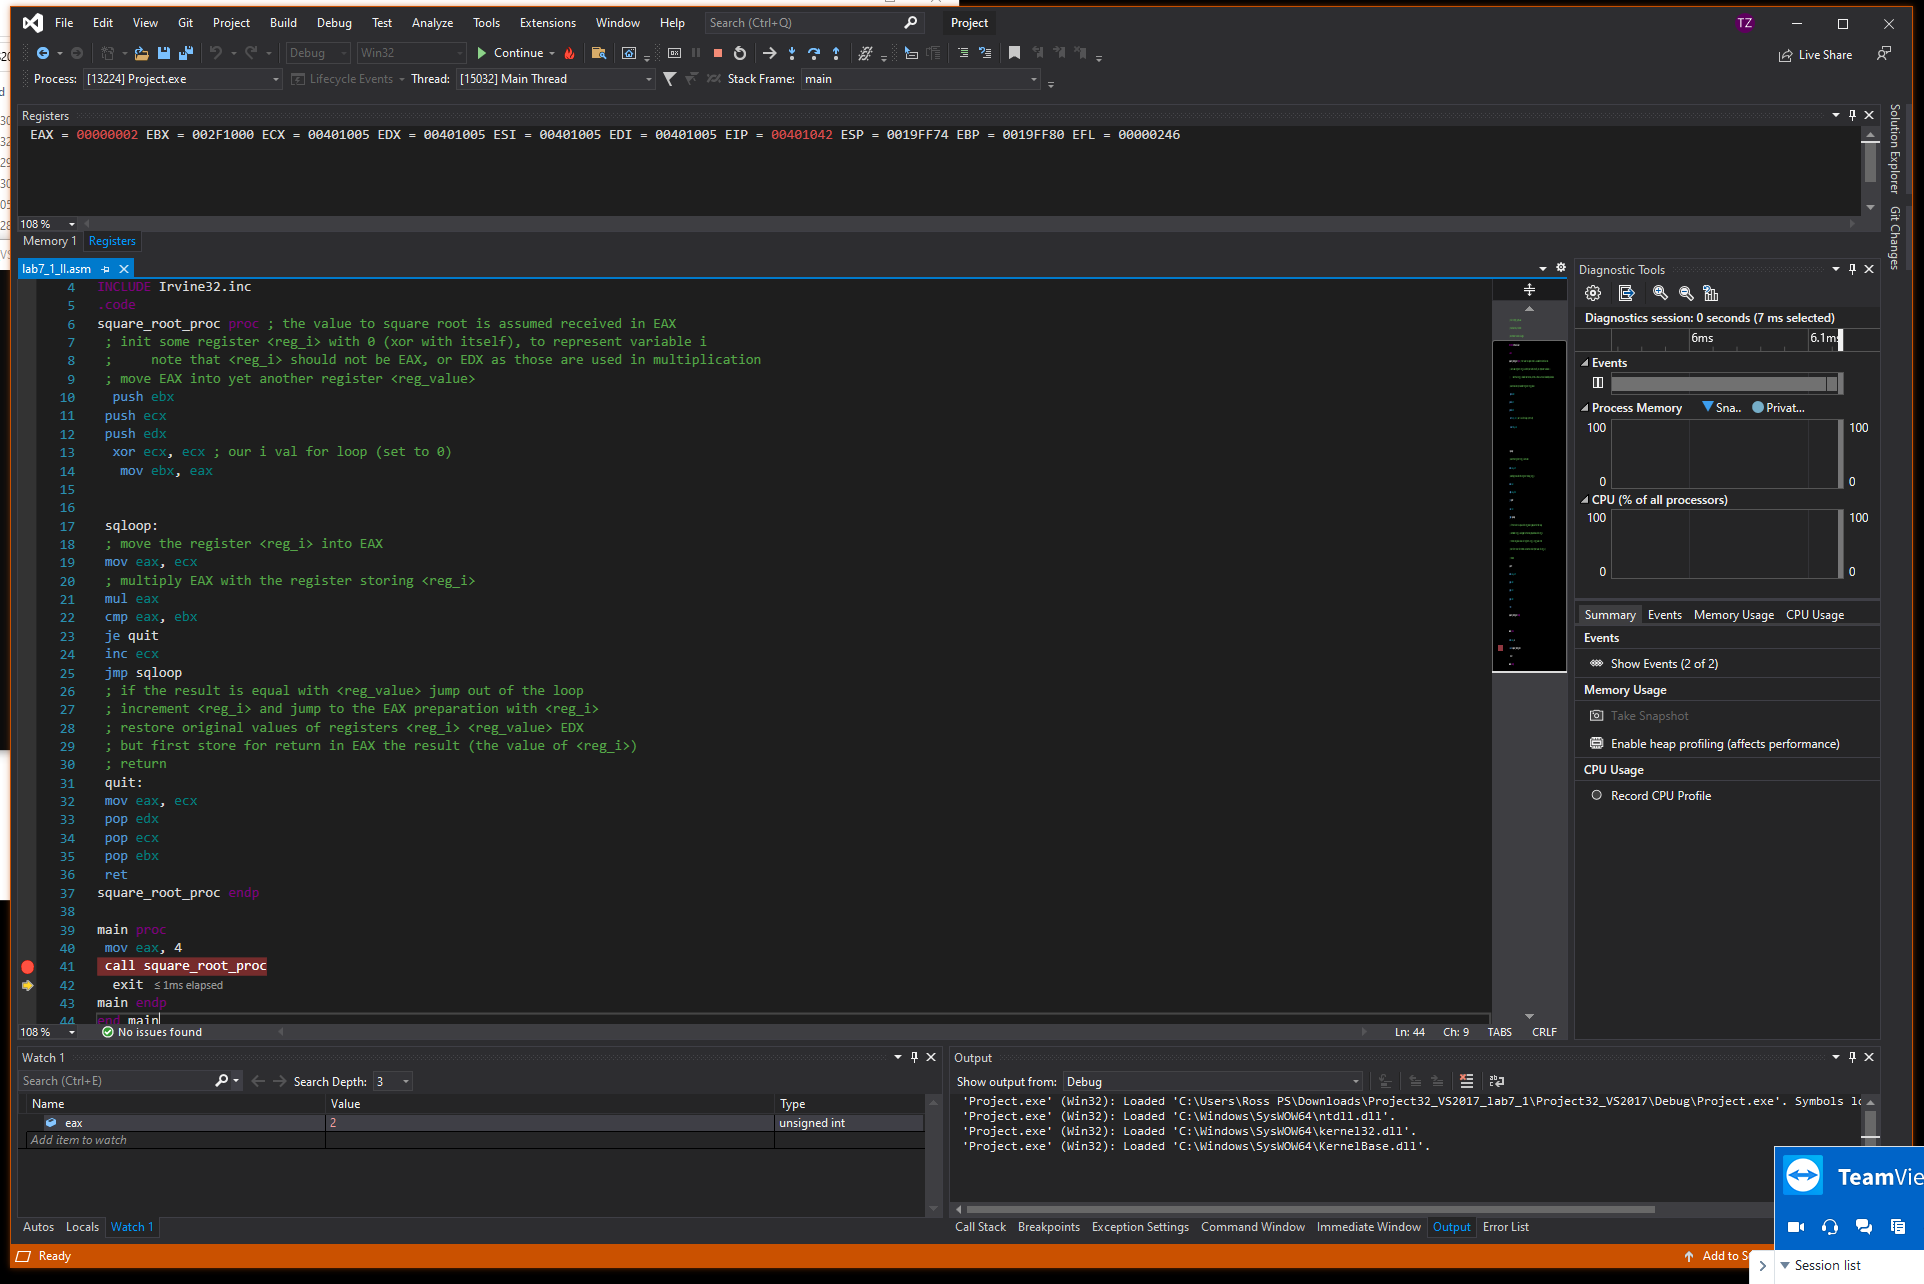 File Edit View Git Project Build Debug Test Analyze Tools Extensions Window Help Search (Ctrl+Q) Project TZ
Debug Win32 Continue Live Share
Process: [13224] Project.exe Lifecycle Events Thread: [15032] Main Thread Stack Frame: main
Registers
EAX = 00000002 EBX = 002F1000 ECX = 00401005 EDX = 00401005 ESI = 00401005 EDI = 00401005 EIP = 00401042 ESP = 0019FF74 EBP = 0019FF80 EFL = 00000246
108 %
Memory 1 Registers
Solution Explorer
Git Changes
lab7_1_ll.asm
4 INCLUDE Irvine32.inc
5 .code
6 square_root_proc proc ; the value to square root is assumed received in EAX
7 ; init some register <reg_i> with 0 (xor with itself), to represent variable i
8 ; note that <reg_i> should not be EAX, or EDX as those are used in multiplication
9 ; move EAX into yet another register <reg_value>
10 push ebx
11 push ecx
12 push edx
13 xor ecx, ecx ; our i val for loop (set to 0)
14 mov ebx, eax
15
16
17 sqloop:
18 ; move the register <reg_i> into EAX
19 mov eax, ecx
20 ; multiply EAX with the register storing <reg_i>
21 mul eax
22 cmp eax, ebx
23 je quit
24 inc ecx
25 jmp sqloop
26 ; if the result is equal with <reg_value> jump out of the loop
27 ; increment <reg_i> and jump to the EAX preparation with <reg_i>
28 ; restore original values of registers <reg_i> <reg_value> EDX
29 ; but first store for return in EAX the result (the value of <reg_i>)
30 ; return
31 quit:
32 mov eax, ecx
33 pop edx
34 pop ecx
35 pop ebx
36 ret
37 square_root_proc endp
38
39 main proc
40 mov eax, 4
41 call square_root_proc
42 exit ≤ 1ms elapsed
43 main endp
44 end main
108 % No issues found Ln: 44 Ch: 9 TABS CRLF
Diagnostic Tools
Diagnostics session: 0 seconds (7 ms selected)
6ms 6.1ms
Events
Process Memory Sna.. Privat...
100 100
0 0
CPU (% of all processors)
100 100
0 0
Summary Events Memory Usage CPU Usage
Events
Show Events (2 of 2)
Memory Usage
Take Snapshot
Enable heap profiling (affects performance)
CPU Usage
Record CPU Profile
Watch 1
Search (Ctrl+E) Search Depth: 3
Name Value Type
eax 2 unsigned int
Add item to watch
Autos Locals Watch 1
Output
Show output from: Debug
'Project.exe' (Win32): Loaded 'C:\Users\Ross PS\Downloads\Project32_VS2017_lab7_1\Project32_VS2017\Debug\Project.exe'. Symbols lo
'Project.exe' (Win32): Loaded 'C:\Windows\SysWOW64\ntdll.dll'.
'Project.exe' (Win32): Loaded 'C:\Windows\SysWOW64\kernel32.dll'.
'Project.exe' (Win32): Loaded 'C:\Windows\SysWOW64\KernelBase.dll'.
Call Stack Breakpoints Exception Settings Command Window Immediate Window Output Error List
TeamVie
Session list
Ready Add to S